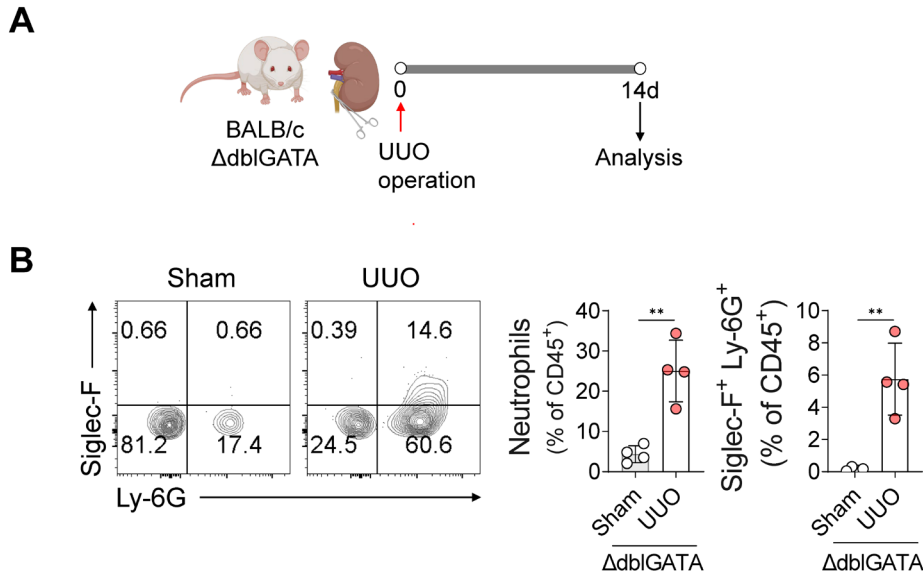 A
BALB/c
ΔdblGATA
0
14d
UUO
operation
Analysis
B
Sham
UUO
Siglec-F
0.66
0.66
81.2
17.4
0.39
14.6
24.5
60.6
Ly-6G
Neutrophils
(% of CD45⁺)
40
30
20
10
0
**
Sham
UUO
ΔdblGATA
Siglec-F⁺ Ly-6G⁺
(% of CD45⁺)
10
8
6
4
2
0
**
Sham
UUO
ΔdblGATA